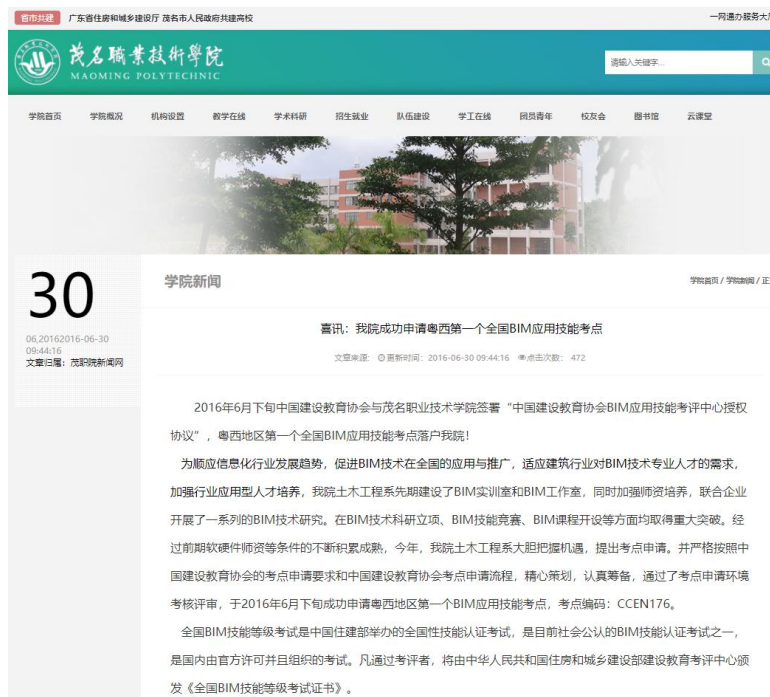 省市共建 广东省住房和城乡建设厅 茂名市人民政府共建高校
一网通办服务大厅
茂名职业技术学院
MAOMING POLYTECHNIC
请输入关键字...
学院首页 学院概况 机构设置 教学在线 学术科研 招生就业 队伍建设 学工在线 团员青年 校友会 图书馆 云课堂
30
06,20162016-06-30
09:44:16
文章归属：茂职院新闻网
学院新闻
学院首页 / 学院新闻 / 正
喜讯：我院成功申请粤西第一个全国BIM应用技能考点
文章来源: 更新时间：2016-06-30 09:44:16 点击次数： 472
2016年6月下旬中国建设教育协会与茂名职业技术学院签署“中国建设教育协会BIM应用技能考评中心授权
协议”，粤西地区第一个全国BIM应用技能考点落户我院！
为顺应信息化行业发展趋势，促进BIM技术在全国的应用与推广，适应建筑行业对BIM技术专业人才的需求，
加强行业应用型人才培养，我院土木工程系先期建设了BIM实训室和BIM工作室，同时加强师资培养，联合企业
开展了一系列的BIM技术研究。在BIM技术科研立项、BIM技能竞赛、BIM课程开设等方面均取得重大突破。经
过前期软硬件师资等条件的不断积累成熟，今年，我院土木工程系大胆把握机遇，提出考点申请。并严格按照中
国建设教育协会的考点申请要求和中国建设教育协会考点申请流程，精心策划，认真筹备，通过了考点申请环境
考核评审，于2016年6月下旬成功申请粤西地区第一个BIM应用技能考点，考点编码：CCEN176。
全国BIM技能等级考试是中国住建部举办的全国性技能认证考试，是目前社会公认的BIM技能认证考试之一，
是国内由官方许可并且组织的考试。凡通过考评者，将由中华人民共和国住房和城乡建设部建设教育考评中心颁
发《全国BIM技能等级考试证书》。